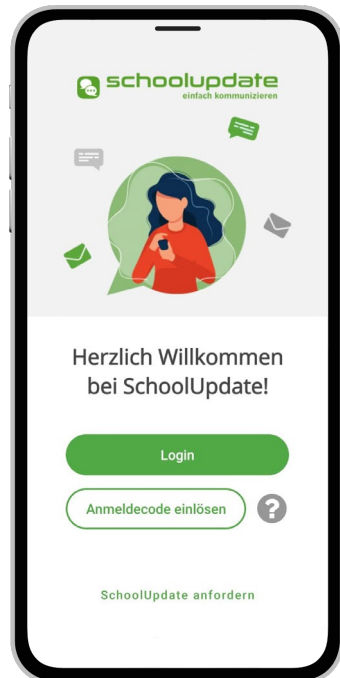 schoolupdate
einfach kommunizieren
Herzlich Willkommen
bei SchoolUpdate!
Login
Anmeldecode einlösen ?
SchoolUpdate anfordern